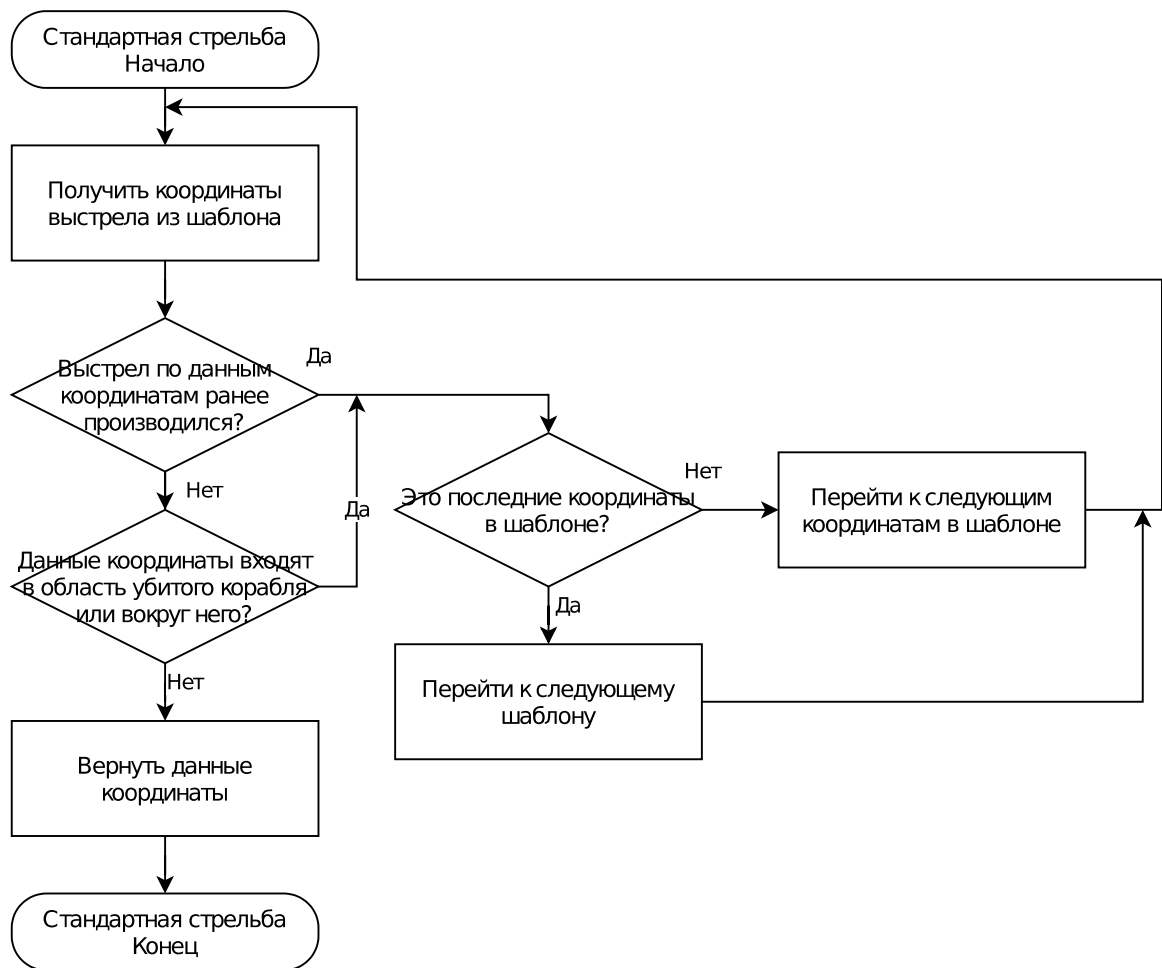 Стандартная стрельба
Начало
Получить координаты
выстрела из шаблона
Выстрел по данным
координатам ранее
производился?
Да
Нет
Данные координаты входят
в область убитого корабля
или вокруг него?
Да
Нет
Вернуть данные
координаты
Стандартная стрельба
Конец
Это последние координаты
в шаблоне?
Нет
Да
Перейти к следующим
координатам в шаблоне
Перейти к следующему
шаблону